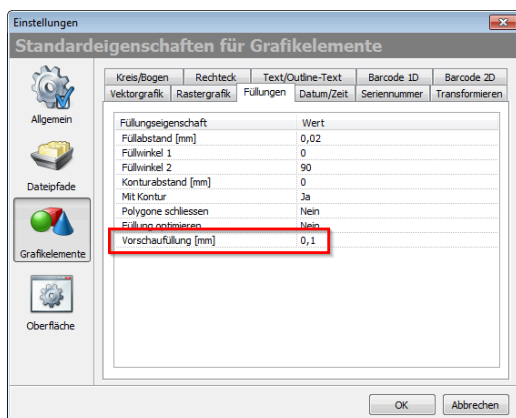 Einstellungen
Standardeigenschaften für Grafikelemente
Allgemein
Dateipfade
Grafikelemente
Oberfläche
Kreis/Bogen Rechteck Text/Outline-Text Barcode 1D Barcode 2D
Vektorgrafik Rastergrafik Füllungen Datum/Zeit Seriennummer Transformieren
Füllungseigenschaft Wert
Füllabstand [mm] 0,02
Füllwinkel 1 0
Füllwinkel 2 90
Konturabstand [mm] 0
Mit Kontur Ja
Polygone schliessen Nein
Füllung optimieren Nein
Vorschaufüllung [mm] 0,1
OK Abbrechen